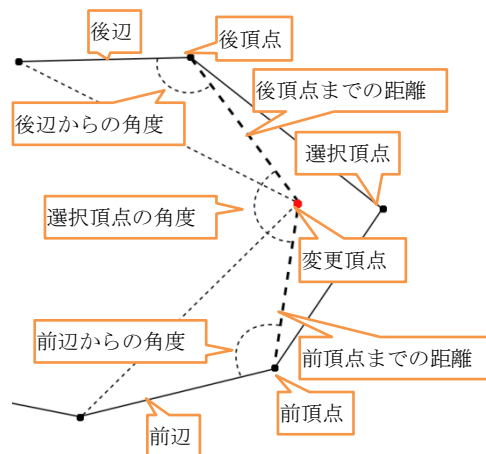 後辺
後頂点
後頂点までの距離
後辺からの角度
選択頂点
選択頂点の角度
変更頂点
前辺からの角度
前頂点までの距離
前頂点
前辺